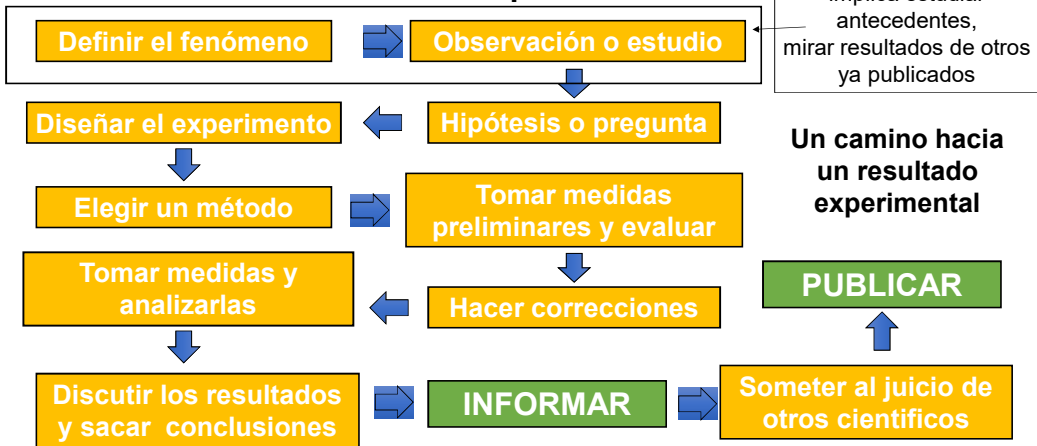 Definir el fenómeno
Observación o estudio
antecedentes,
mirar resultados de otros
ya publicados
Diseñar el experimento
Hipótesis o pregunta
Un camino hacia
un resultado
experimental
Elegir un método
Tomar medidas
preliminares y evaluar
Tomar medidas y
analizarlas
Hacer correcciones
PUBLICAR
Discutir los resultados
y sacar conclusiones
INFORMAR
Someter al juicio de
otros cientificos